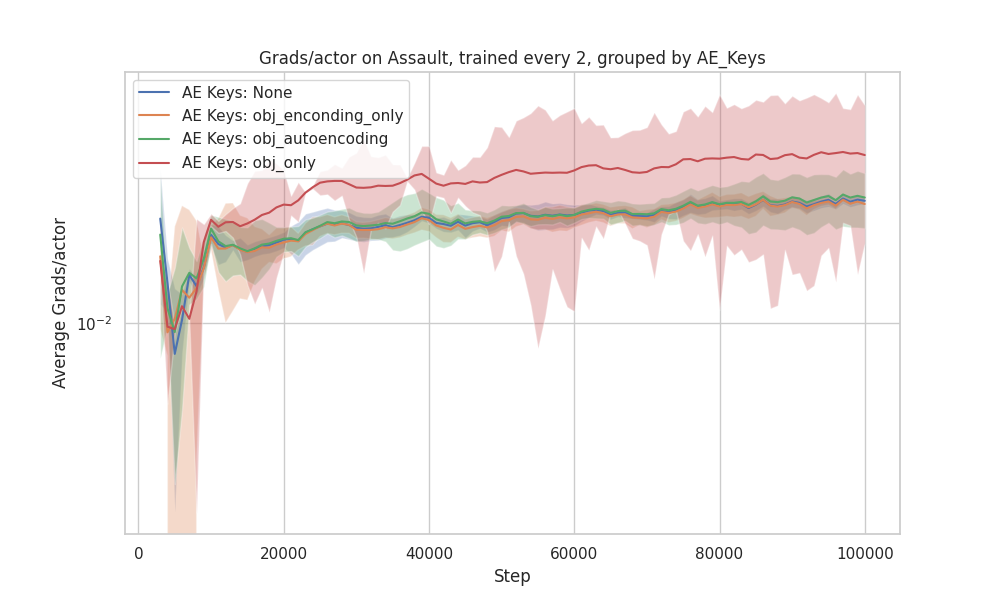 Grads/actor on Assault, trained every 2, grouped by AE_Keys
AE Keys: None
AE Keys: obj_enconding_only
AE Keys: obj_autoencoding
AE Keys: obj_only
Average Grads/actor
10⁻²
0 20000 40000 60000 80000 100000
Step